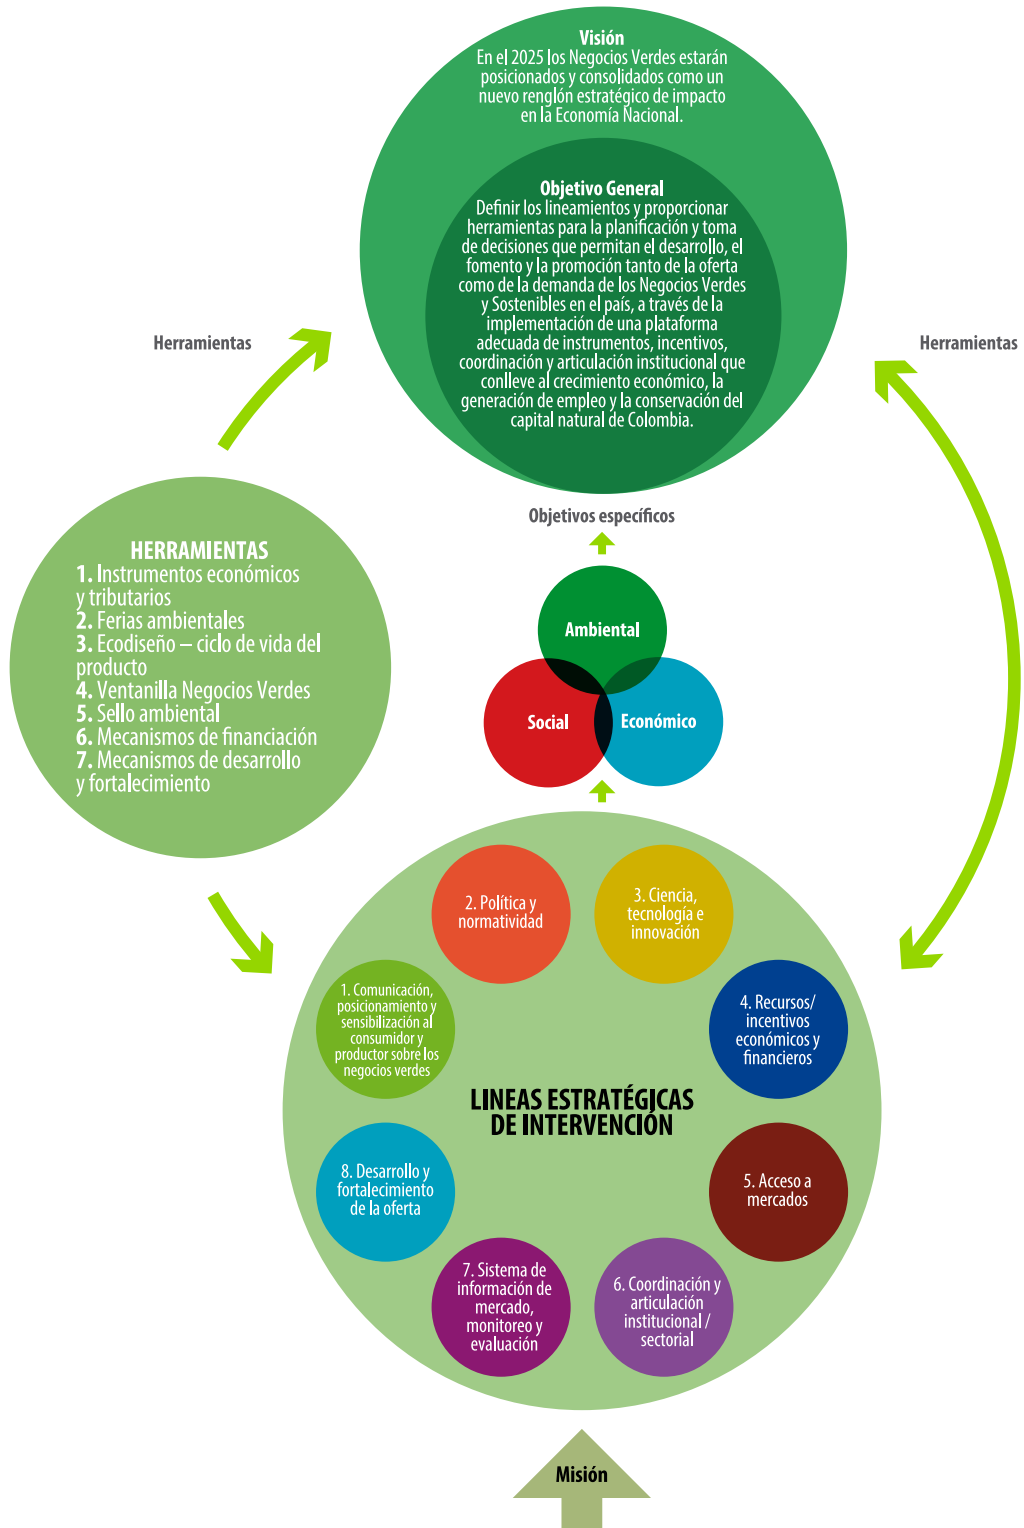 Visión
En el 2025 los Negocios Verdes estarán
posicionados y consolidados como un
nuevo renglón estratégico de impacto
en la Economía Nacional.
Objetivo General
Definir los lineamientos y proporcionar
herramientas para la planificación y toma
de decisiones que permitan el desarrollo, el
fomento y la promoción tanto de la oferta
como de la demanda de los Negocios Verdes
y Sostenibles en el país, a través de la
implementación de una plataforma
adecuada de instrumentos, incentivos,
coordinación y articulación institucional que
conlleve al crecimiento económico, la
generación de empleo y la conservación del
capital natural de Colombia.
Herramientas
Herramientas
Objetivos específicos
HERRAMIENTAS
1. Instrumentos económicos
y tributarios
2. Ferias ambientales
3. Ecodiseño – ciclo de vida del
producto
4. Ventanilla Negocios Verdes
5. Sello ambiental
6. Mecanismos de financiación
7. Mecanismos de desarrollo
y fortalecimiento
Ambiental
Social
Económico
LINEAS ESTRATÉGICAS
DE INTERVENCIÓN
1. Comunicación,
posicionamiento y
sensibilización al
consumidor y
productor sobre los
negocios verdes
2. Política y
normatividad
3. Ciencia,
tecnología e
innovación
4. Recursos/
incentivos
económicos y
financieros
5. Acceso a
mercados
6. Coordinación y
articulación
institucional /
sectorial
7. Sistema de
información de
mercado,
monitoreo y
evaluación
8. Desarrollo y
fortalecimiento
de la oferta
Misión